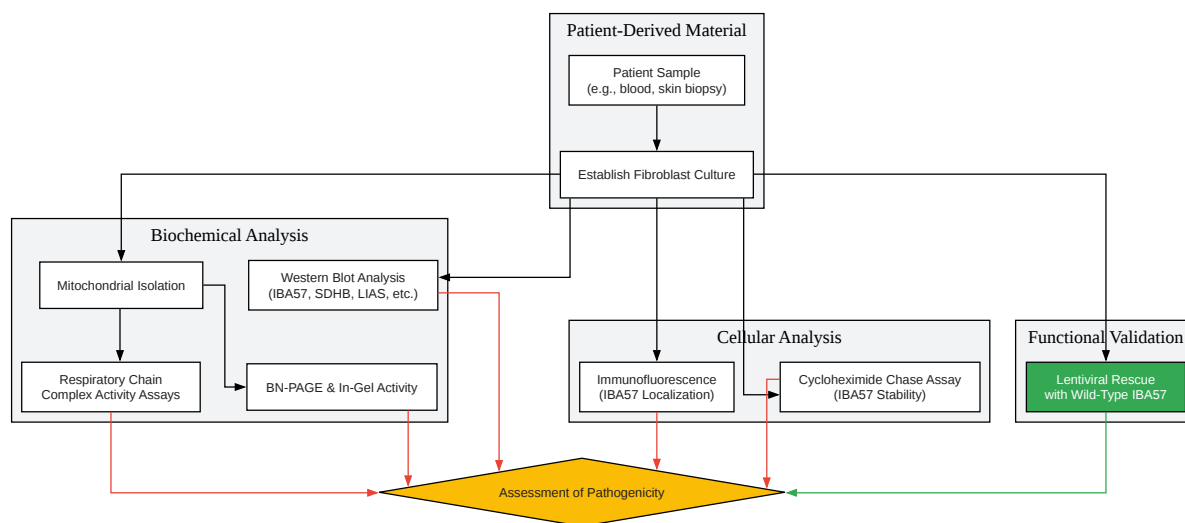 Patient-Derived Material
Patient Sample
(e.g., blood, skin biopsy)
Establish Fibroblast Culture
Biochemical Analysis
Mitochondrial Isolation
Western Blot Analysis
(IBA57, SDHB, LIAS, etc.)
Respiratory Chain
Complex Activity Assays
BN-PAGE & In-Gel Activity
Cellular Analysis
Immunofluorescence
(IBA57 Localization)
Cycloheximide Chase Assay
(IBA57 Stability)
Functional Validation
Lentiviral Rescue
with Wild-Type IBA57
Assessment of Pathogenicity